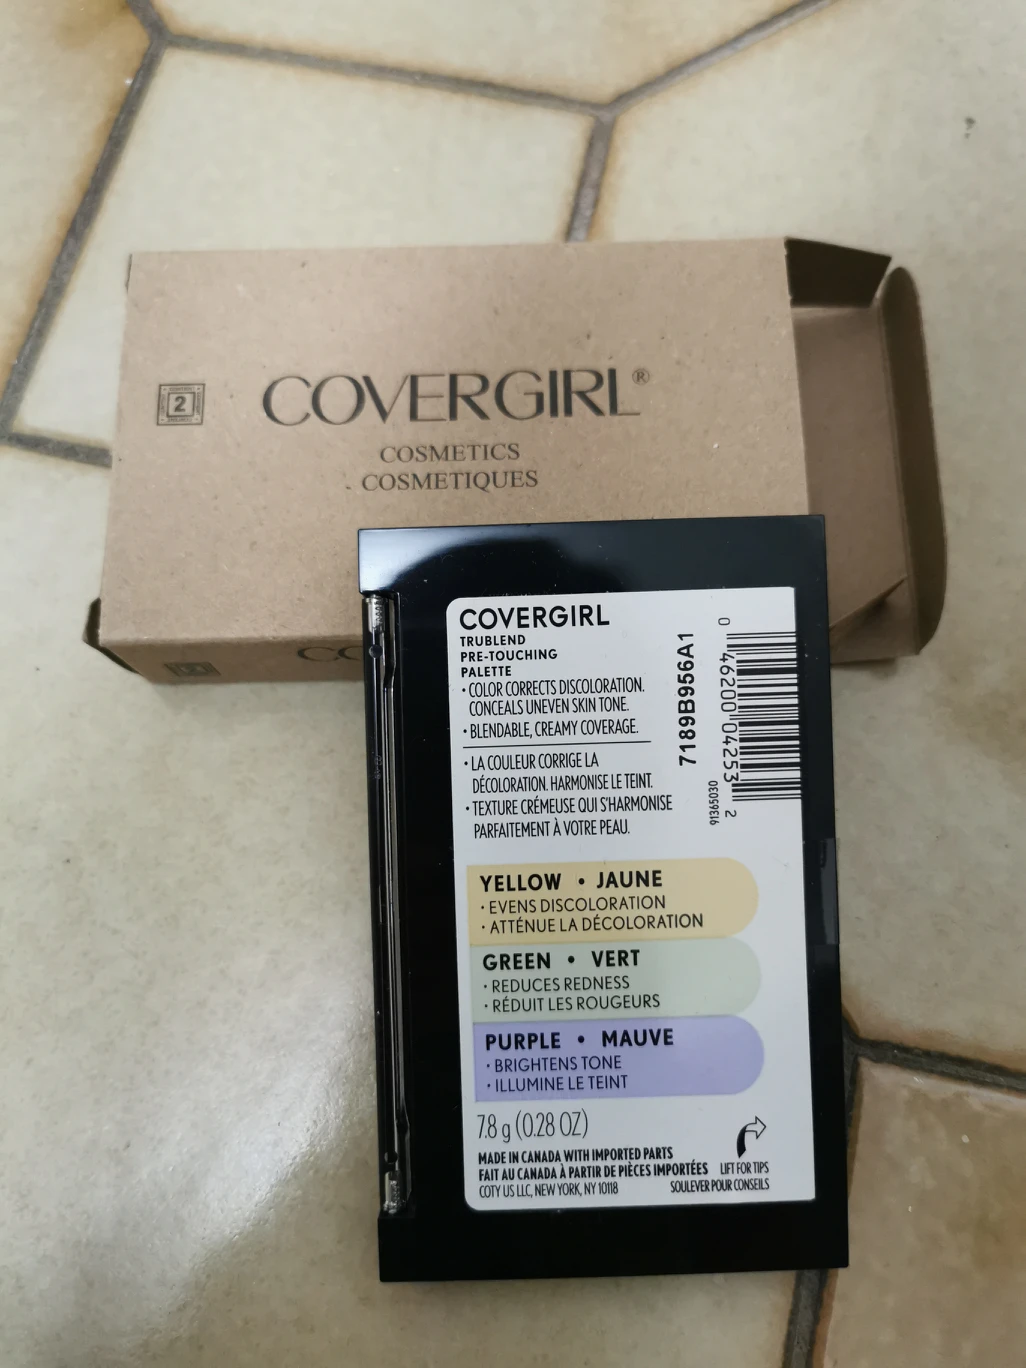 2
COVERGIRL®
COSMETICS
COSMETIQUES
COVERGIRL
TRUBLEND
PRE-TOUCHING
PALETTE
• COLOR CORRECTS DISCOLORATION.
CONCEALS UNEVEN SKIN TONE.
• BLENDABLE, CREAMY COVERAGE.
• LA COULEUR CORRIGE LA
DÉCOLORATION. HARMONISE LE TEINT.
• TEXTURE CRÉMEUSE QUI S'HARMONISE
PARFAITEMENT À VOTRE PEAU.
7189B956A1
0 46200 04253 2
91365030
YELLOW • JAUNE
• EVENS DISCOLORATION
• ATTÉNUE LA DÉCOLORATION
GREEN • VERT
• REDUCES REDNESS
• RÉDUIT LES ROUGEURS
PURPLE • MAUVE
• BRIGHTENS TONE
• ILLUMINE LE TEINT
7.8 g (0.28 OZ)
MADE IN CANADA WITH IMPORTED PARTS
FAIT AU CANADA À PARTIR DE PIÈCES IMPORTÉES
COTY US LLC, NEW YORK, NY 10118
LIFT FOR TIPS
SOULEVER POUR CONSEILS